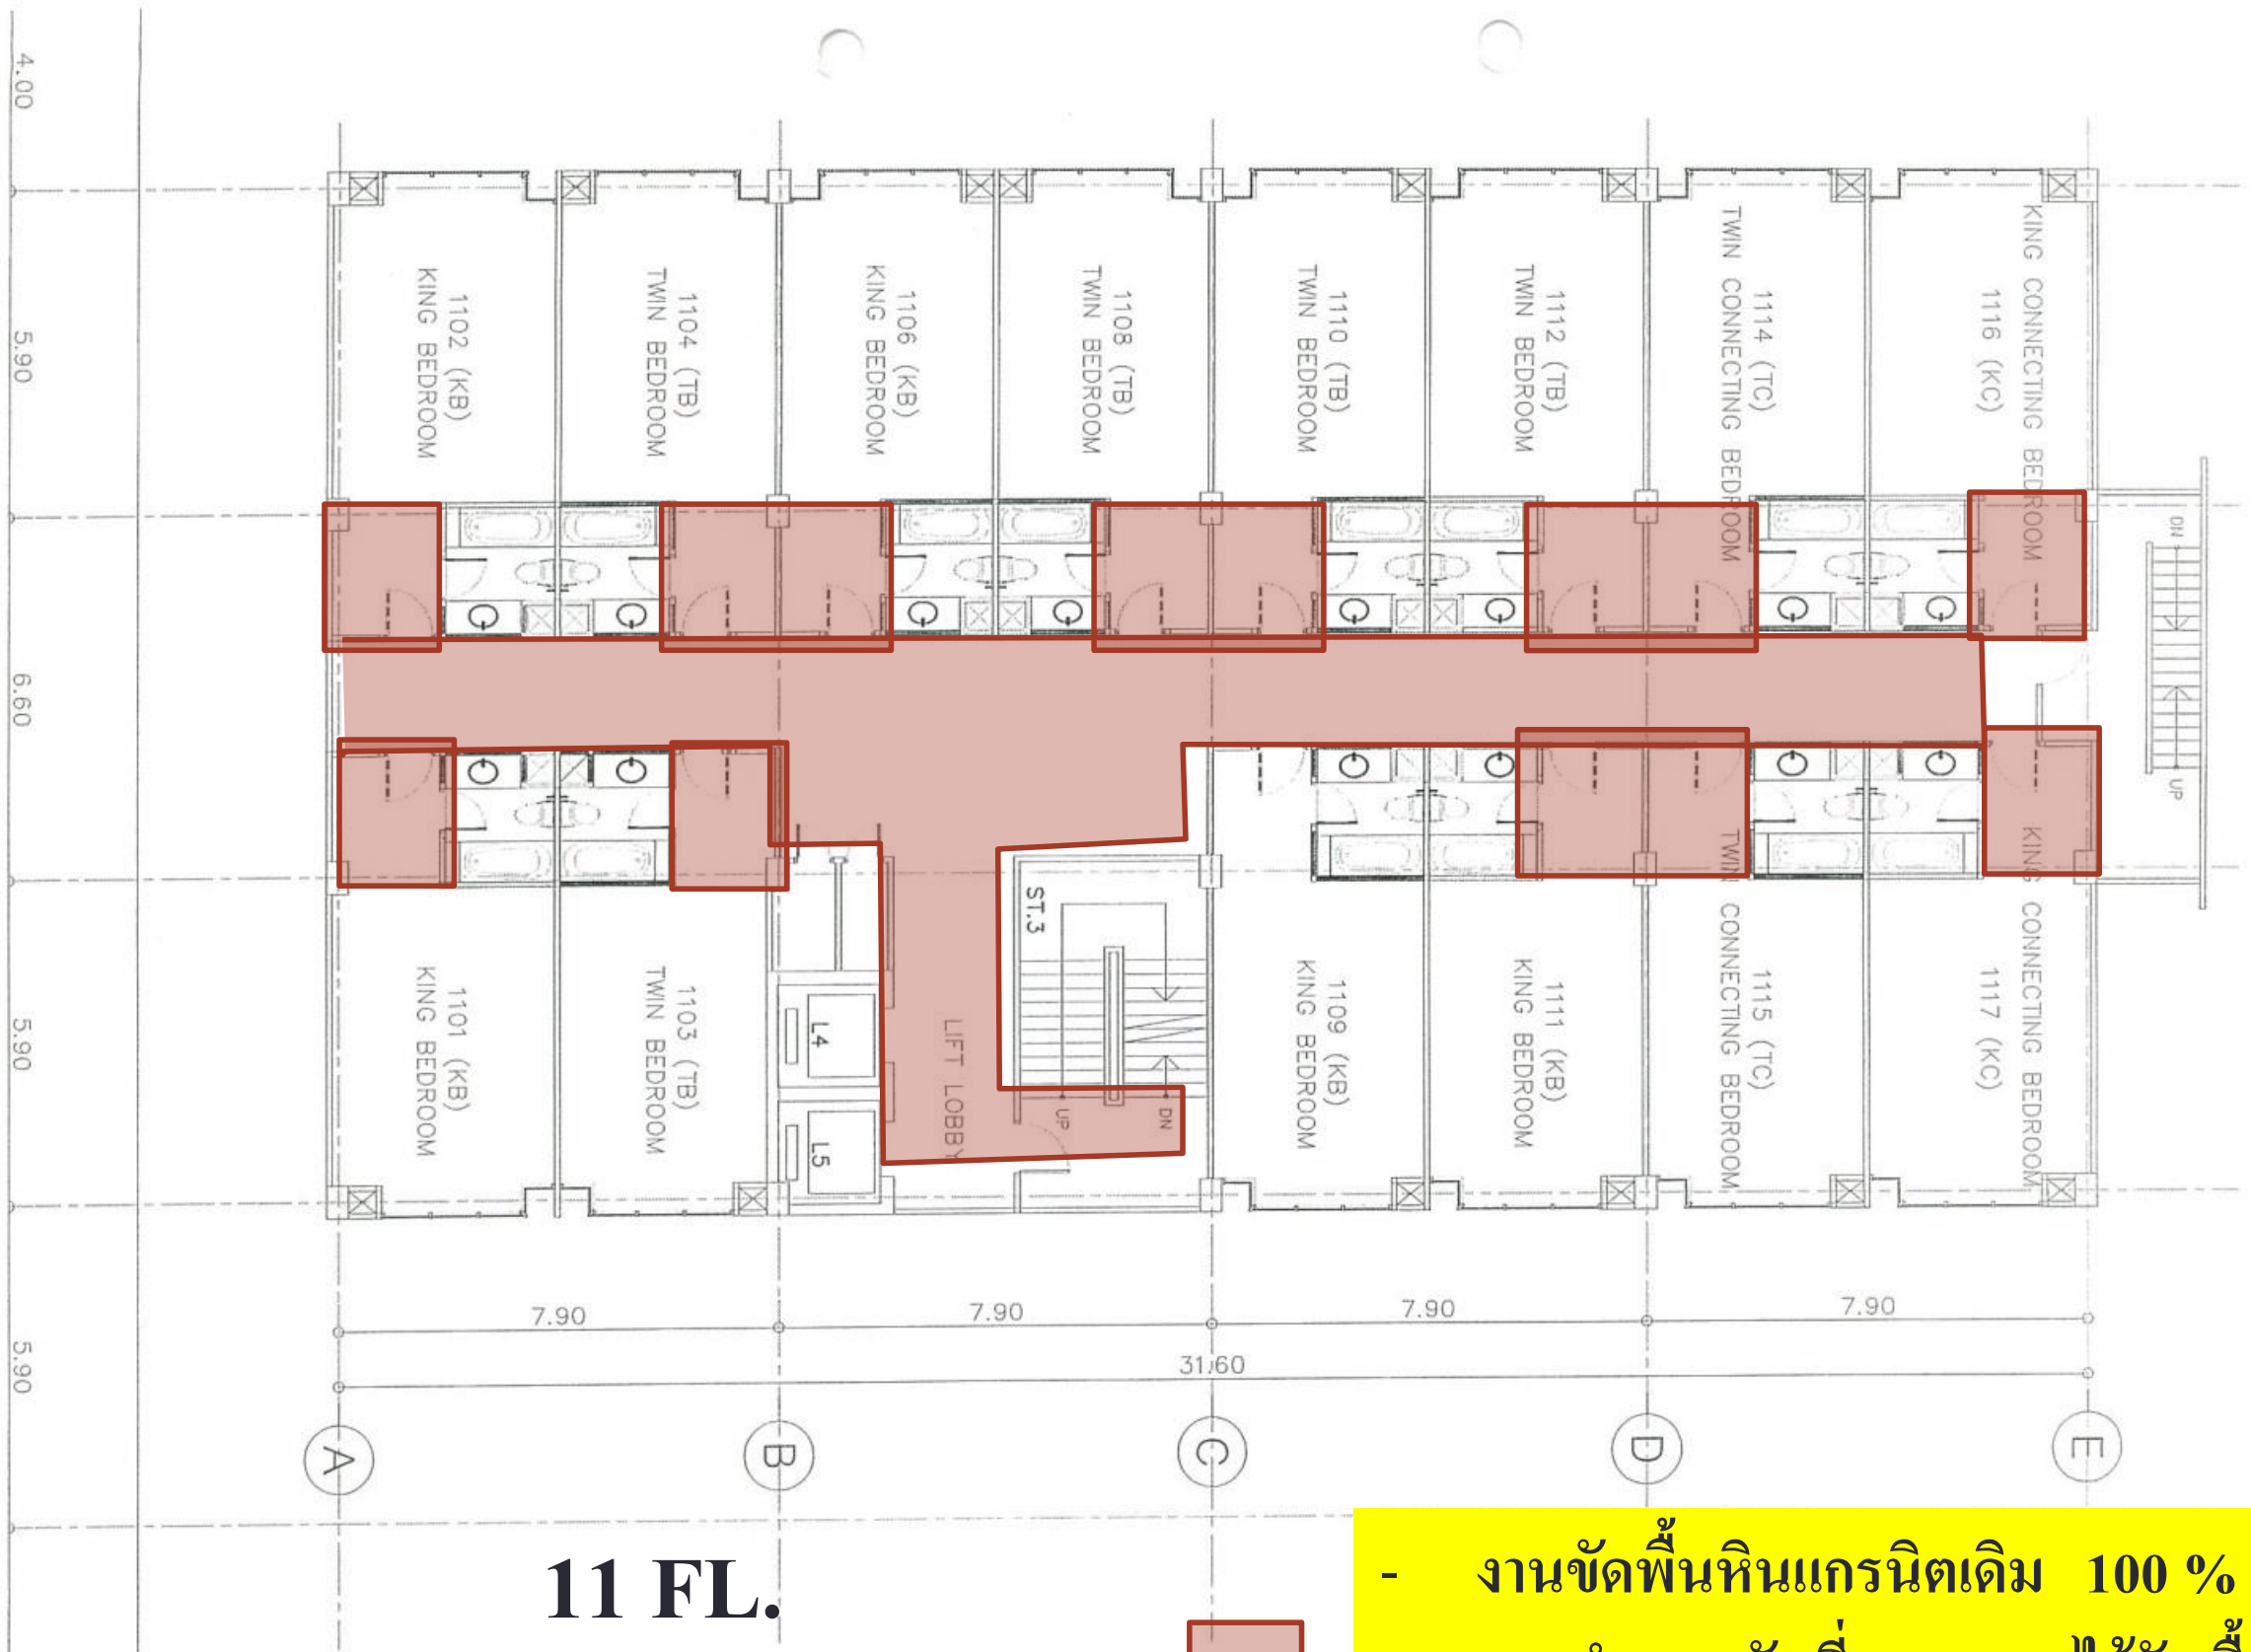 4.00
5.90
6.60
5.90
5.90
1102 (KB)
KING BEDROOM
1104 (TB)
TWIN BEDROOM
1106 (KB)
KING BEDROOM
1108 (TB)
TWIN BEDROOM
1110 (TB)
TWIN BEDROOM
1112 (TB)
TWIN BEDROOM
1114 (TC)
TWIN CONNECTING BEDROOM
KING CONNECTING BEDROOM
1116 (KC)
DN
UP
1101 (KB)
KING BEDROOM
1103 (TB)
TWIN BEDROOM
L4
L5
LIFT LOBBY
ST.3
UP
DN
1109 (KB)
KING BEDROOM
1111 (KB)
KING BEDROOM
1115 (TC)
TWIN CONNECTING BEDROOM
KING CONNECTING BEDROOM
1117 (KC)
7.90 7.90 7.90 7.90
31.60
A B C D E
11 FL.
- งานขัดพื้นหินแกรนิตเดิม 100 %